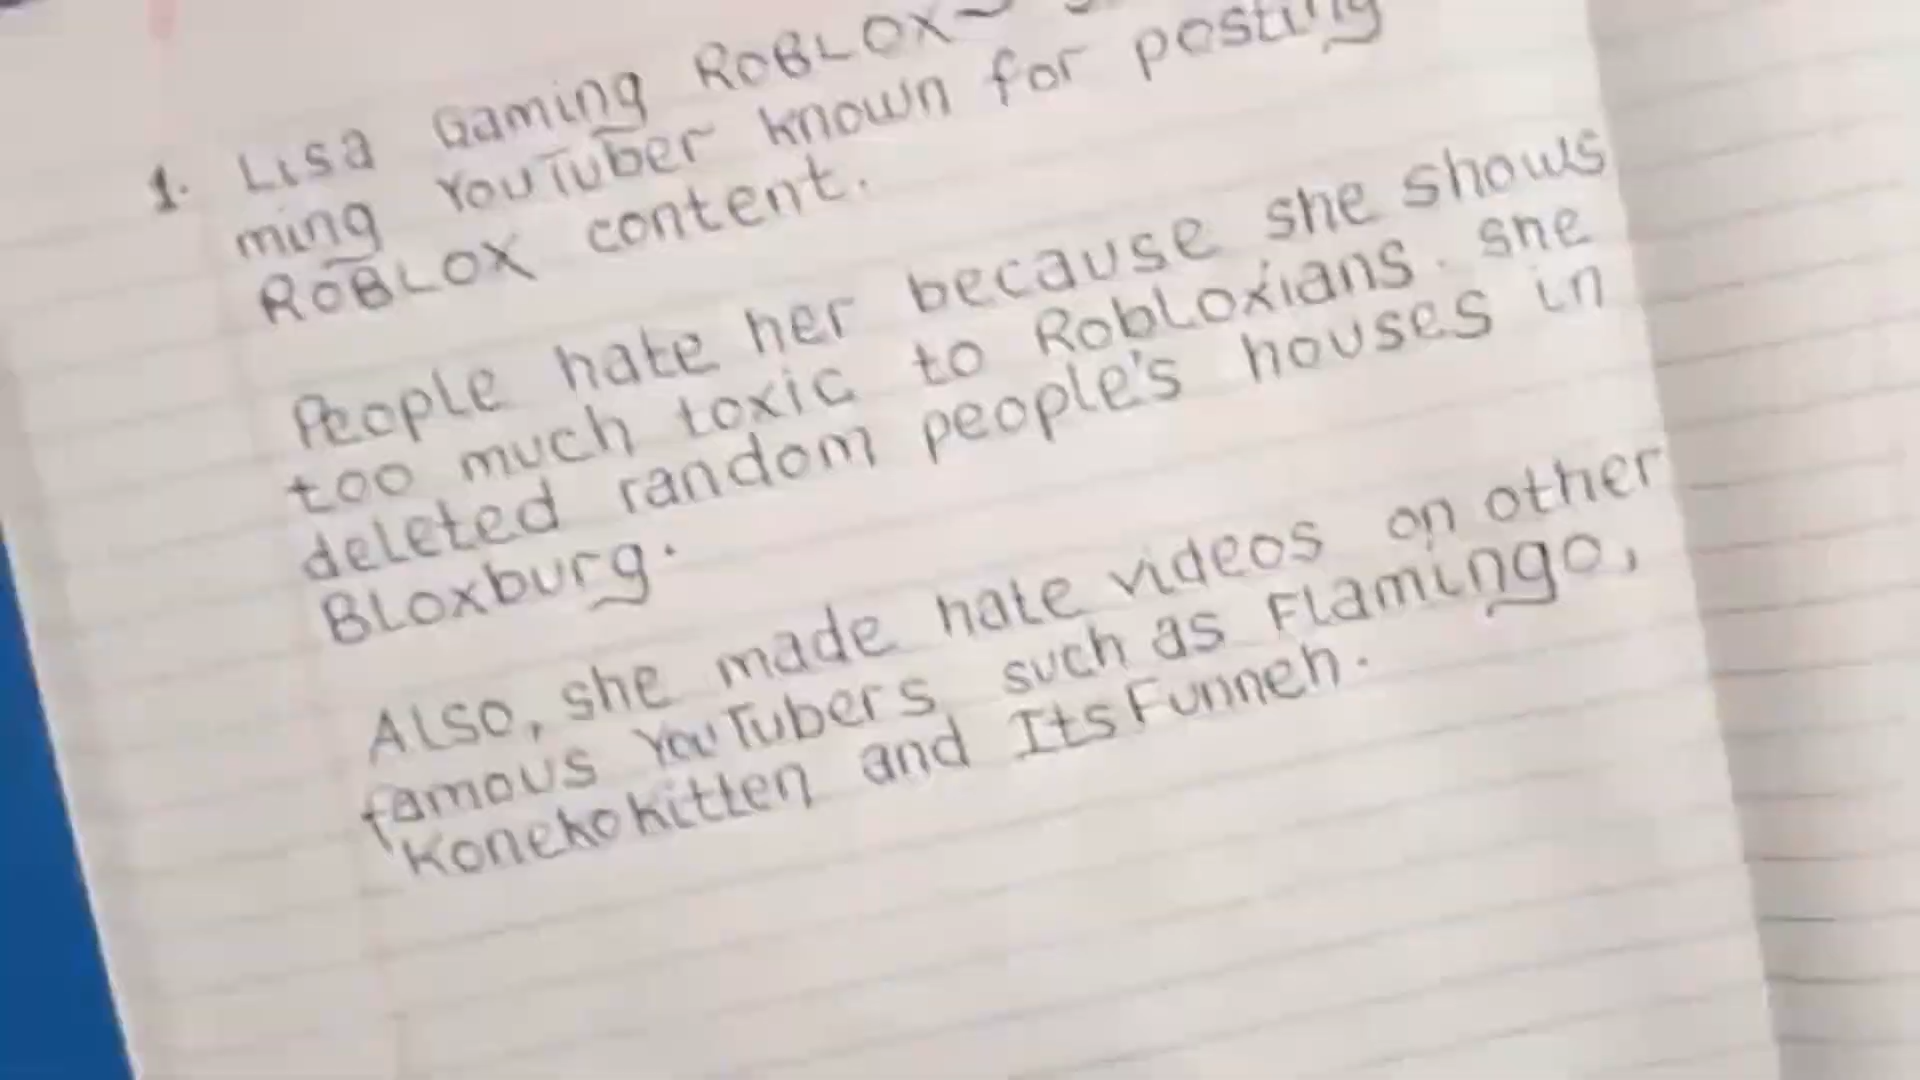 1. Lisa Gaming ROBLOX-
ming YouTuber known for posting
ROBLOX content.
People hate her because she shows
too much toxic to Robloxians. she
deleted random people's houses in
Bloxburg.
Also, she made hate videos on other
famous YouTubers such as Flamingo,
Konekokitten and ItsFunneh.